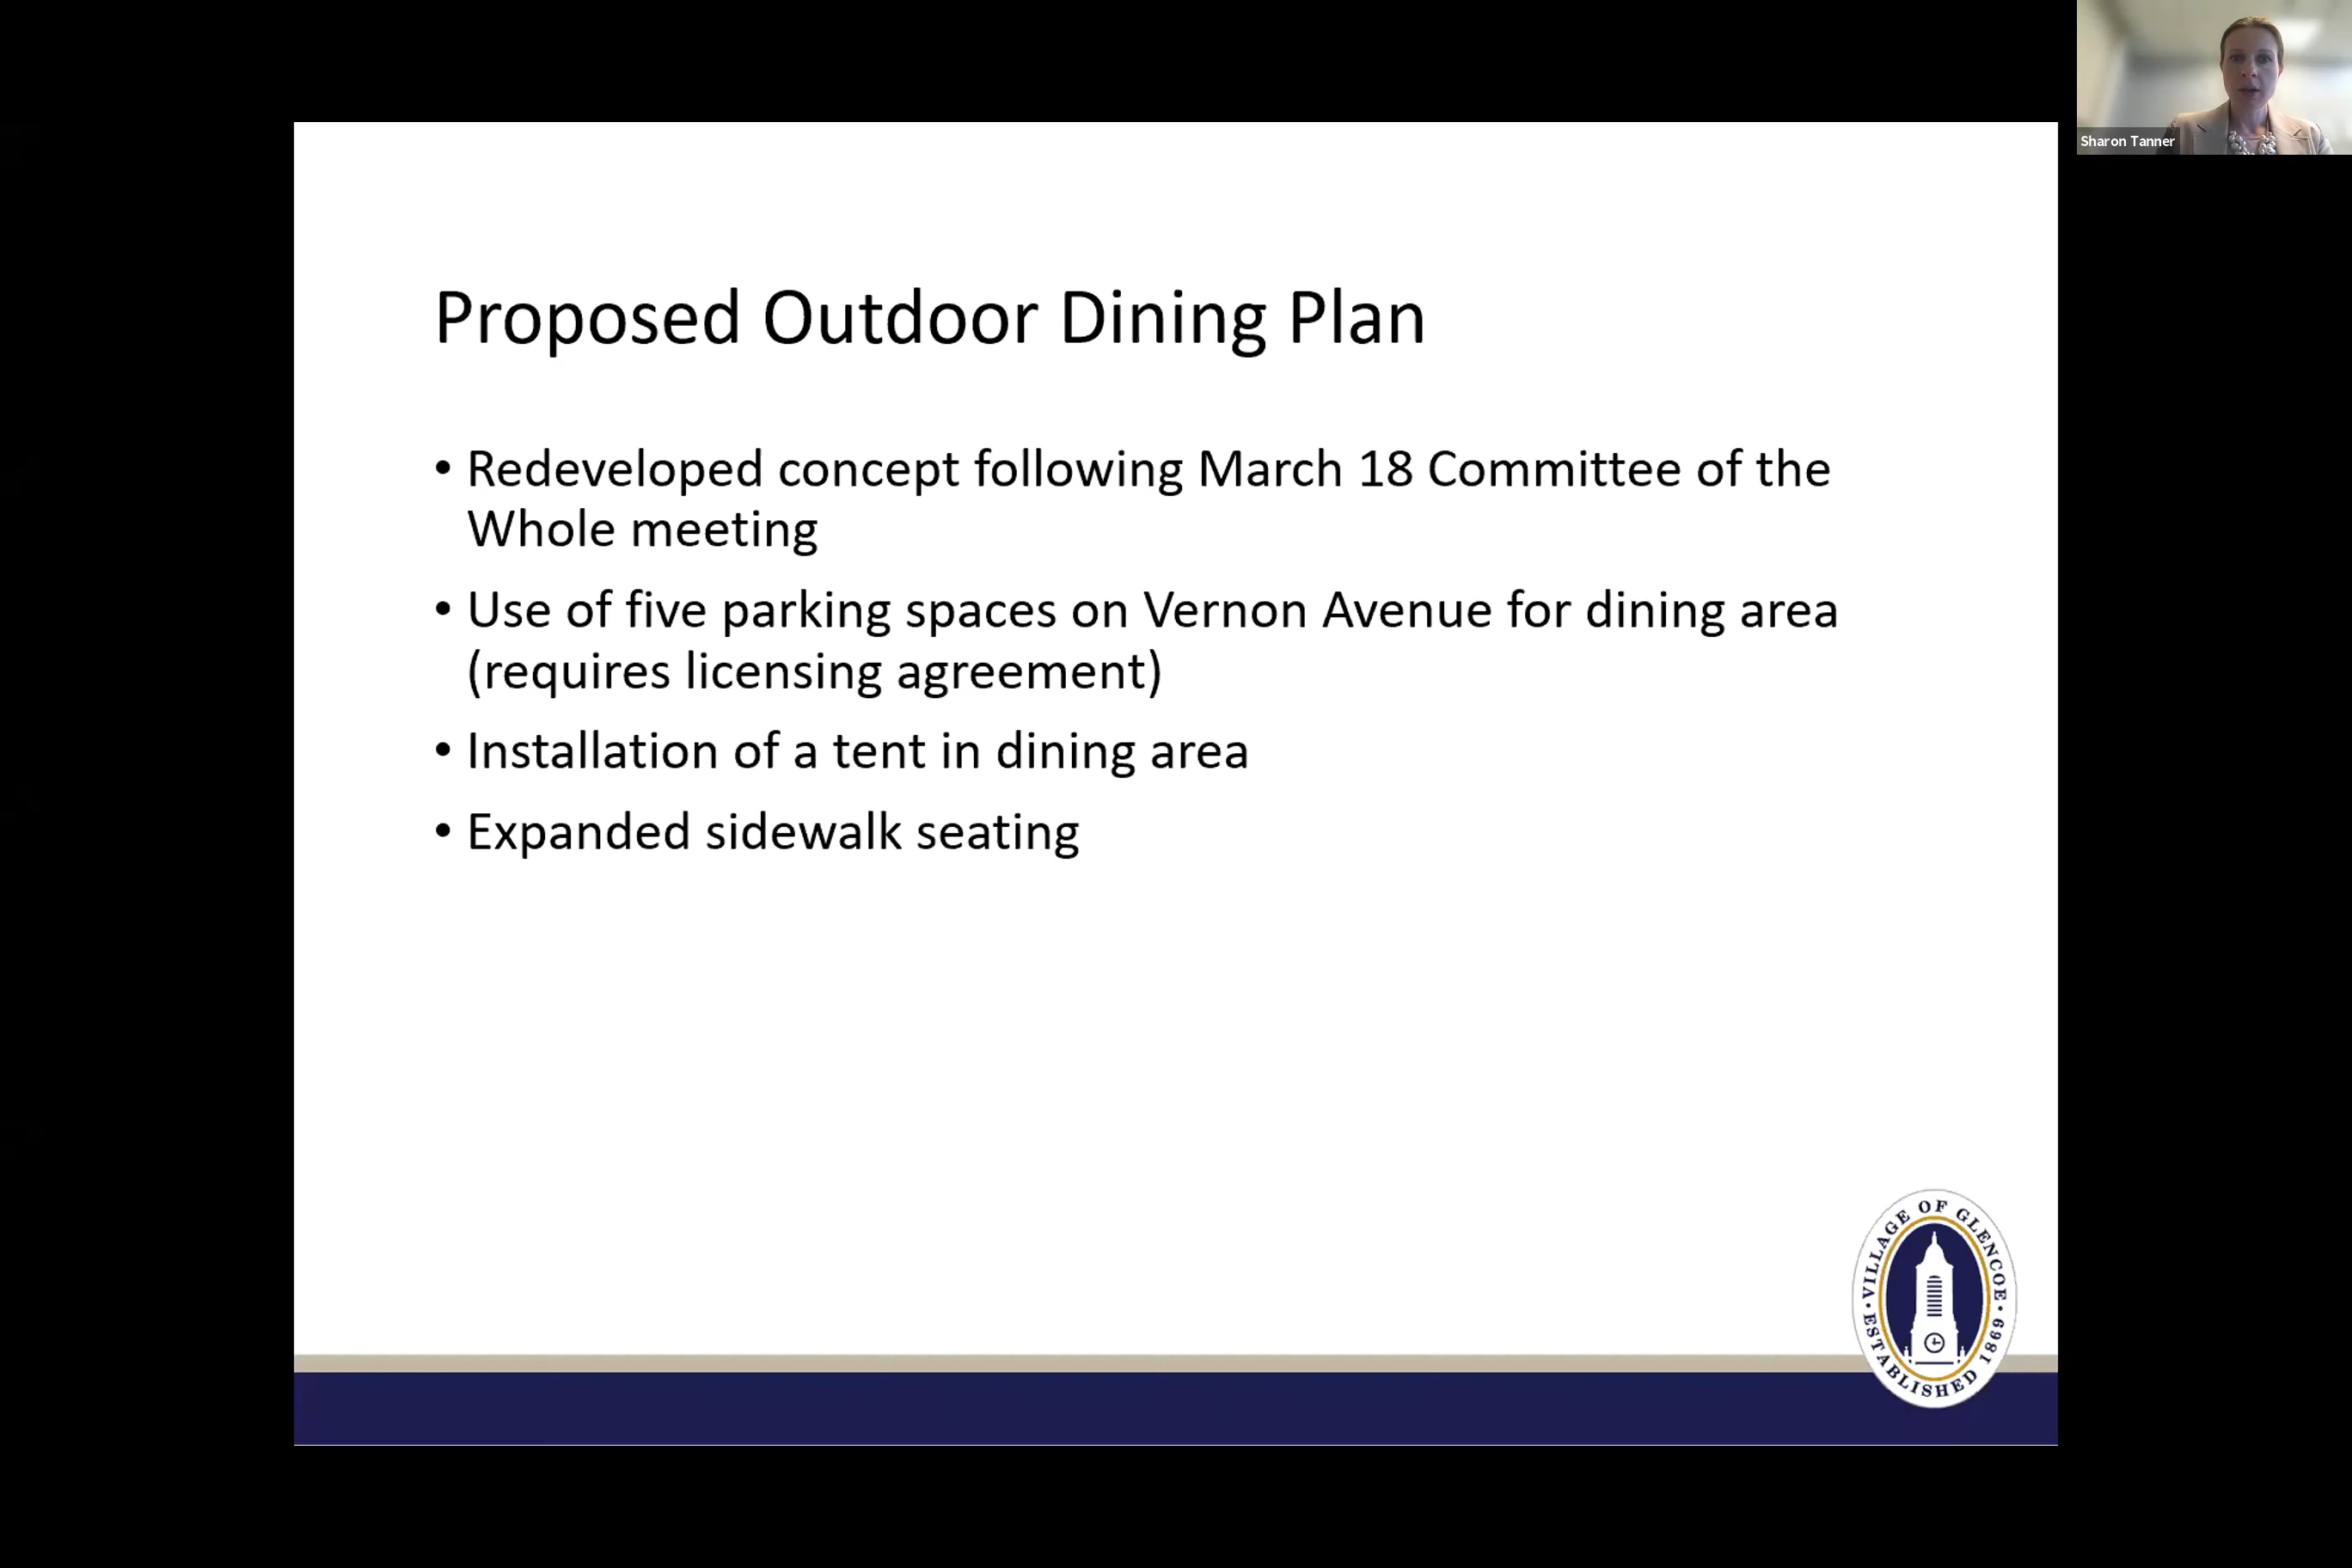 Sharon Tanner
Proposed Outdoor Dining Plan
• Redeveloped concept following March 18 Committee of the
Whole meeting
• Use of five parking spaces on Vernon Avenue for dining area
(requires licensing agreement)
• Installation of a tent in dining area
• Expanded sidewalk seating
• VILLAGE OF GLENCOE •
ESTABLISHED 1869